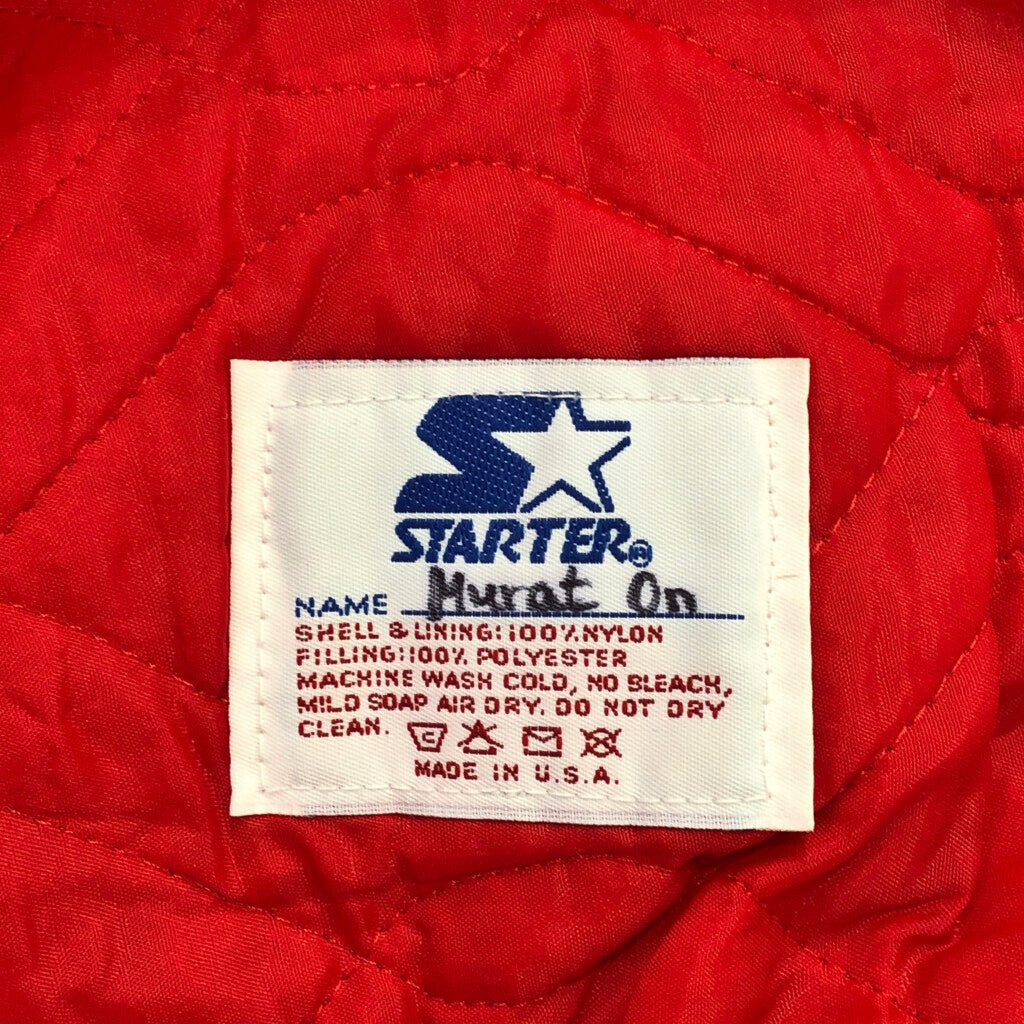 STARTER®
NAME Murat On
SHELL & LINING:100% NYLON
FILLING:100% POLYESTER
MACHINE WASH COLD, NO BLEACH,
MILD SOAP AIR DRY. DO NOT DRY
CLEAN.
MADE IN U.S.A.